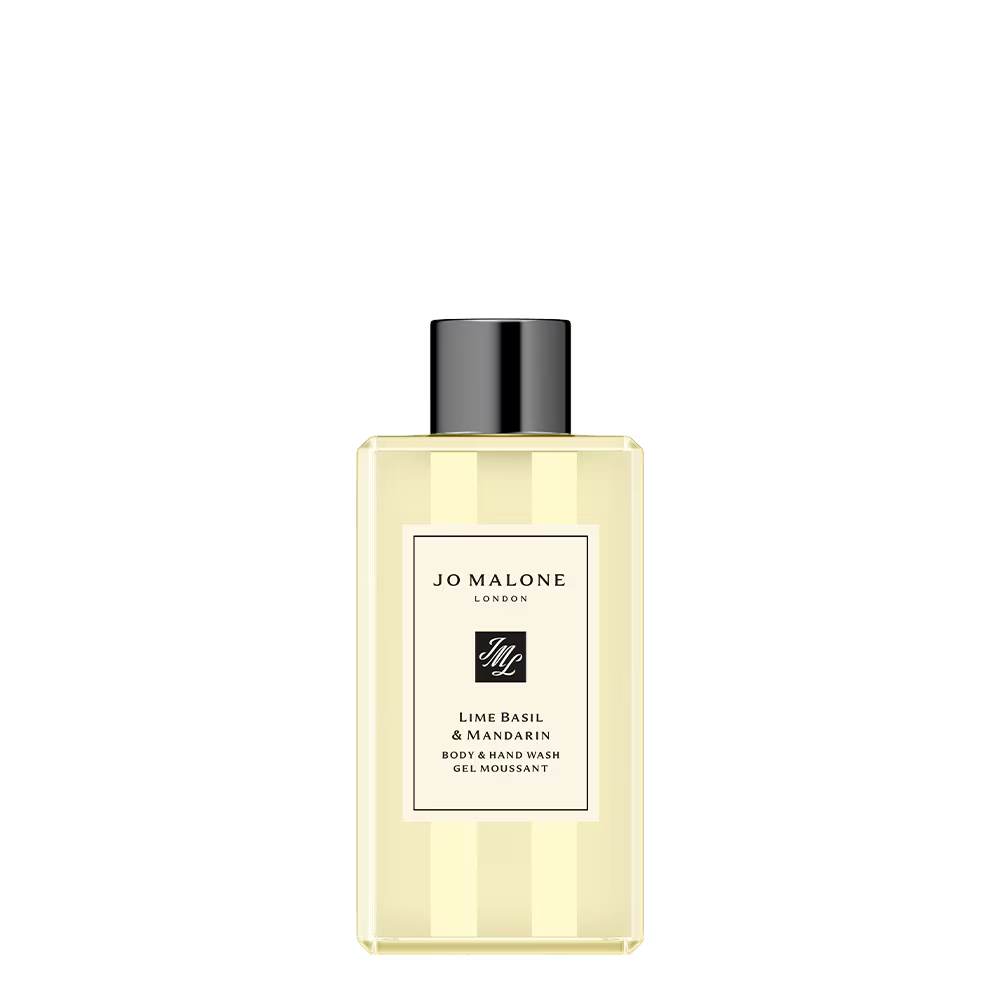 JO MALONE
LONDON
JML
LIME BASIL
& MANDARIN
BODY & HAND WASH
GEL MOUSSANT